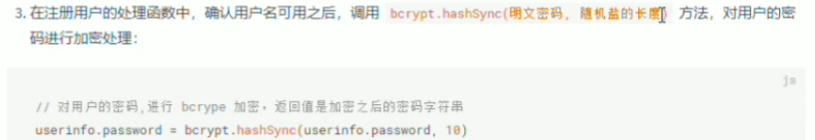 3. 在注册用户的处理函数中，确认用户名可用之后，调用 bcrypt.hashSync(明文密码, 随机盐的长度) 方法，对用户的密
码进行加密处理：
js
// 对用户的密码,进行 bcrype 加密，返回值是加密之后的密码字符串
userinfo.password = bcrypt.hashSync(userinfo.password, 10)